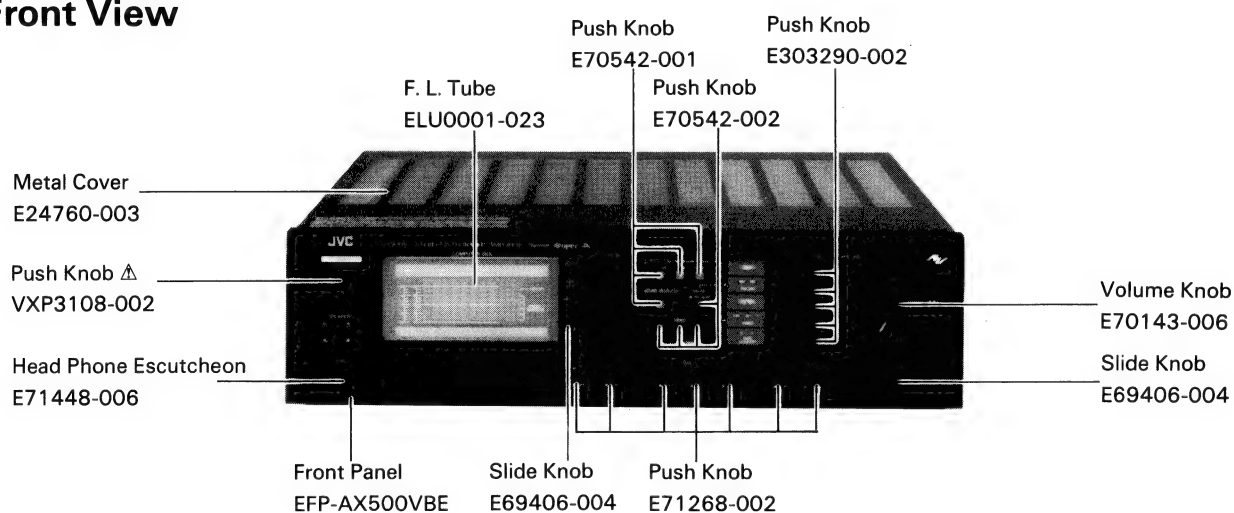 Front View
Push Knob
E70542-001
Push Knob
E303290-002
F. L. Tube
ELU0001-023
Push Knob
E70542-002
Metal Cover
E24760-003
JVC
Push Knob ⚠
VXP3108-002
Volume Knob
E70143-006
Head Phone Escutcheon
E71448-006
Slide Knob
E69406-004
Front Panel
EFP-AX500VBE
Slide Knob
E69406-004
Push Knob
E71268-002